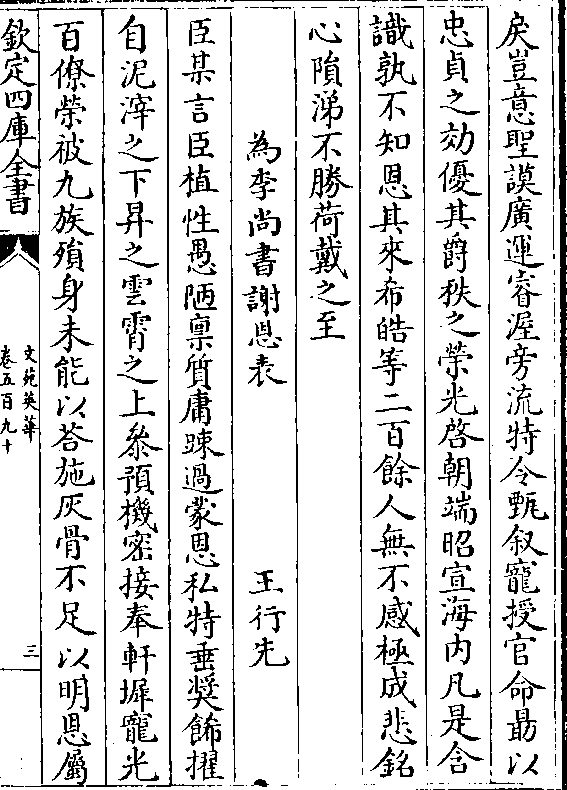 戾豈意聖謨廣運睿渥旁流特令甄叙寵授官命勗以
忠貞之効優其爵秩之榮光啓朝端昭宣海内凡是含
識孰不知恩其來希皓等二百餘人無不感極成悲銘
心隕涕不勝荷戴之至
為李尚書謝恩表 王行先
臣某言臣植性愚陋稟質庸踈過蒙恩私特垂奨餙擢
自泥滓之下昇之雲霄之上叅預機密接奉軒墀寵光
百僚榮被九族殞身未能以荅施灰骨不足以明恩屬
欽定四庫全書
文苑英華
卷五百九十
三